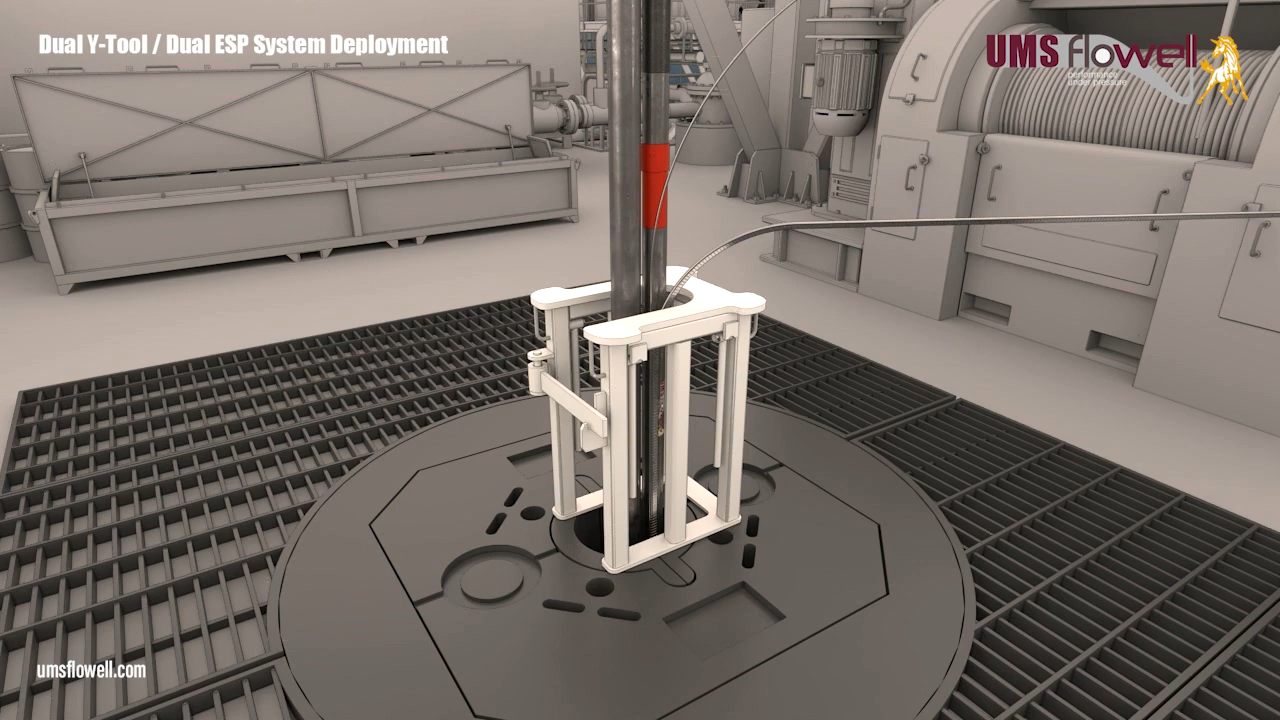 Dual Y-Tool / Dual ESP System Deployment
UMS flowell
performance
under pressure
umsflowell.com